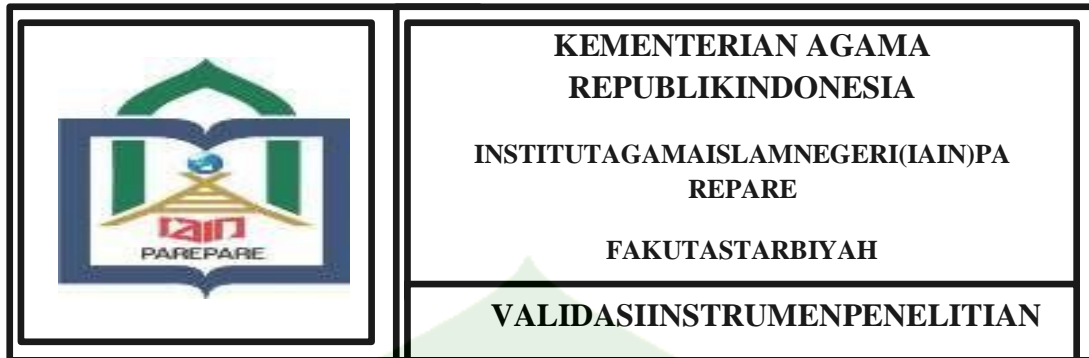 IAIN
PAREPARE
KEMENTERIAN AGAMA
REPUBLIKINDONESIA
INSTITUTAGAMAISLAMNEGERI(IAIN)PA
REPARE
FAKUTASTARBIYAH
VALIDASIINSTRUMENPENELITIAN